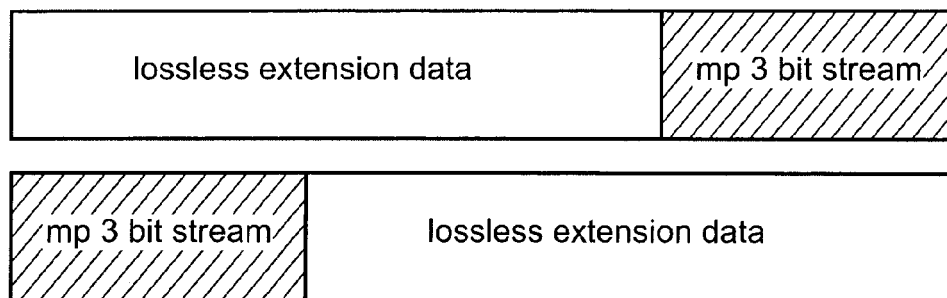 lossless extension data mp 3 bit stream
mp 3 bit stream lossless extension data